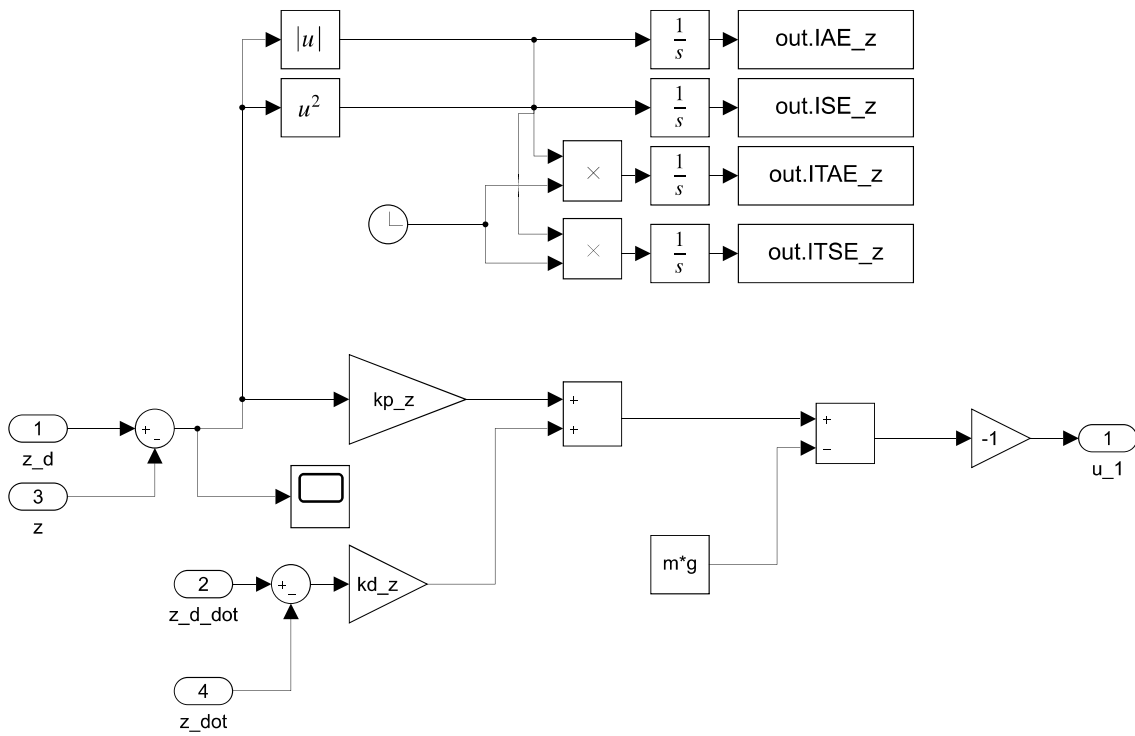 |u|
1/s
out.IAE_z
u²
1/s
out.ISE_z
×
1/s
out.ITAE_z
×
1/s
out.ITSE_z
kp_z
+
+
1
z_d
+
−
+
−
-1
1
u_1
3
z
m*g
2
z_d_dot
+
−
kd_z
4
z_dot